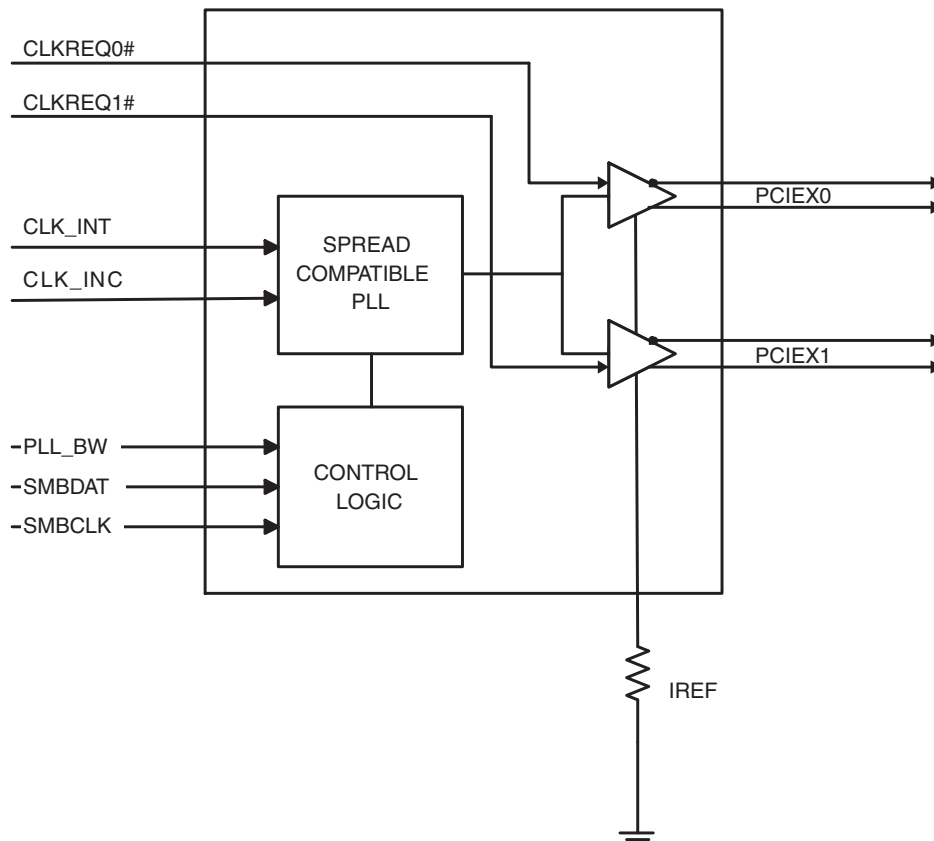 CLKREQ0#
CLKREQ1#
PCIEX0
CLK_INT
CLK_INC
SPREAD
COMPATIBLE
PLL
PCIEX1
PLL_BW
SMBDAT
SMBCLK
CONTROL
LOGIC
IREF